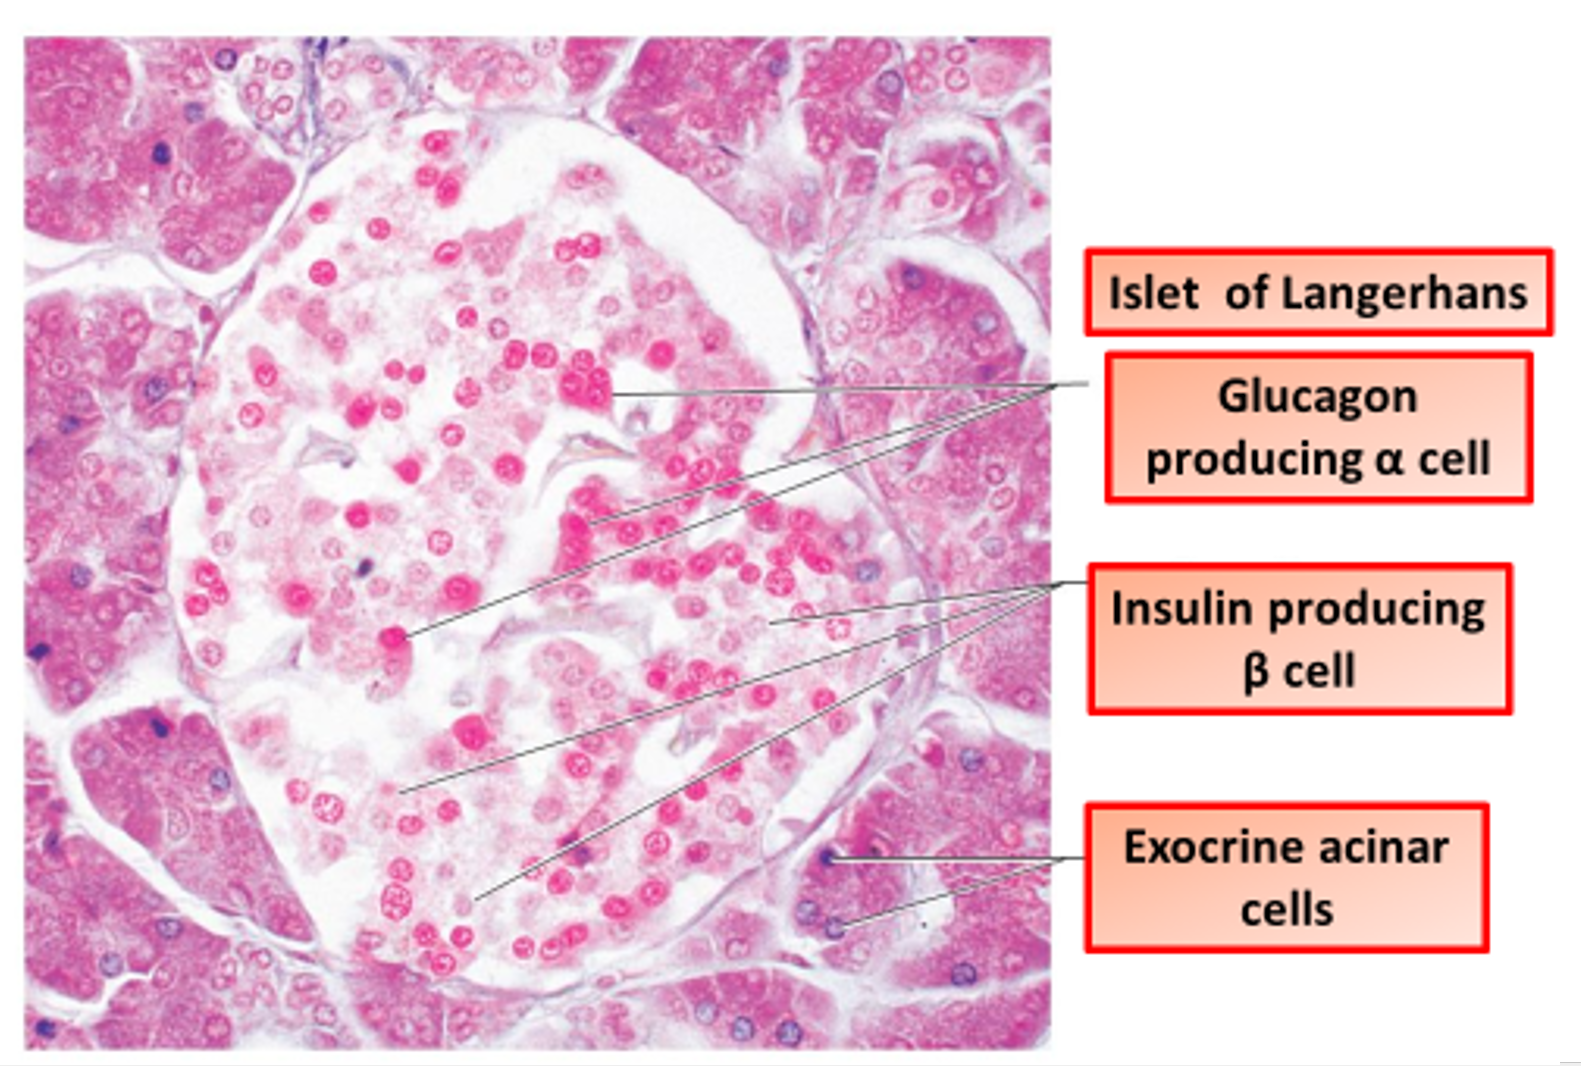 Islet of Langerhans
Glucagon
producing α cell
Insulin producing
β cell
Exocrine acinar
cells